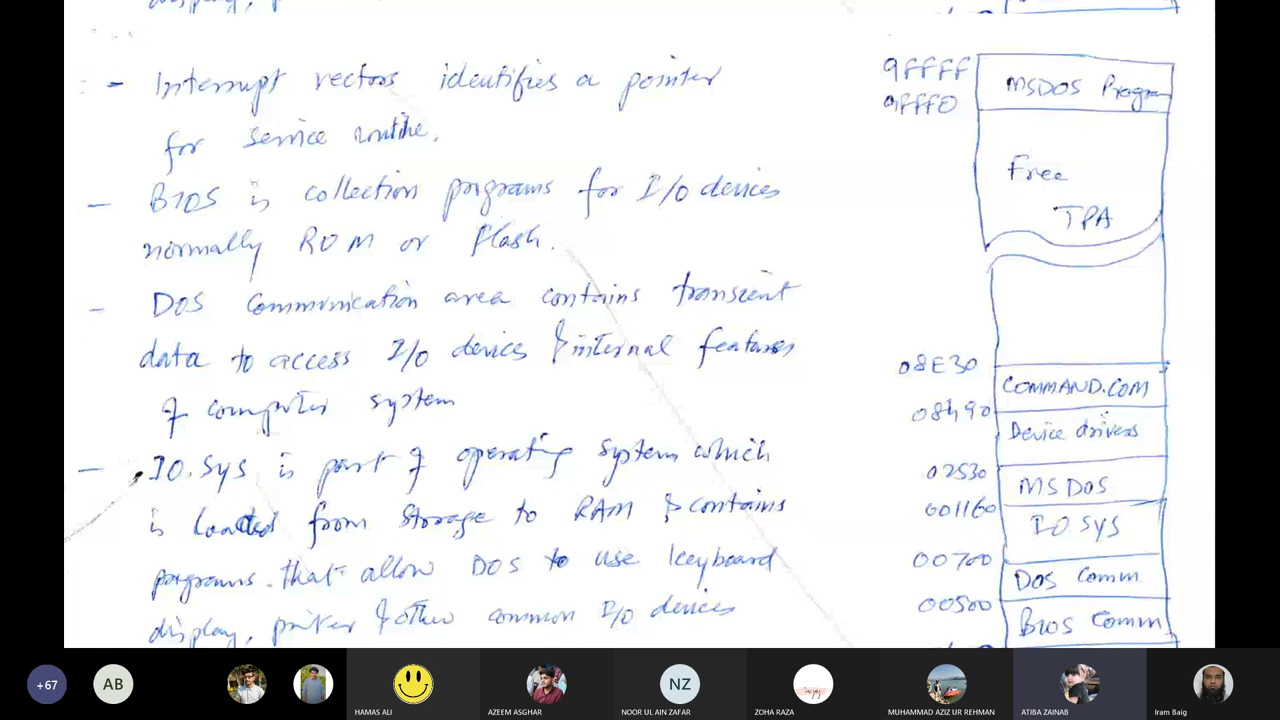 - Interrupt vectors identifies a pointer
for service routine.
- BIOS is collection programs for I/O devices
normally ROM or flash.
- DOS communication area contains transient
data to access I/O devices & internal features
of computer system
- IO.Sys is part of operating system which
is loaded from storage to RAM & contains
programs that allow DOS to use keyboard
display, printer & other common I/O devices
9FFFF
9FFF0
MSDOS Program
Free
TPA
08E30
COMMAND.COM
08490
Device drivers
02530
MS DOS
001160
IO.SYS
00700
DOS Comm
00500
BIOS Comm
+67
AB
HAMAS ALI
AZEEM ASGHAR
NZ
NOOR UL AIN ZAFAR
ZOHA RAZA
MUHAMMAD AZIZ UR REHMAN
ATIBA ZAINAB
Iram Baig